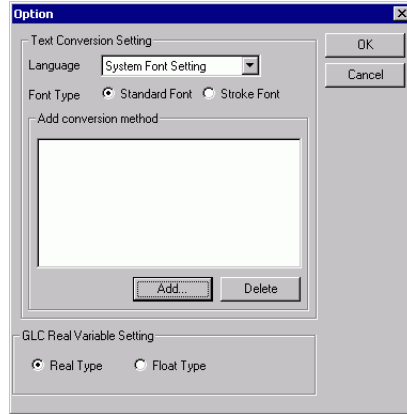 Option
Text Conversion Setting
OK
Language
System Font Setting
Cancel
Font Type
Standard Font
Stroke Font
Add conversion method
Add...
Delete
GLC Real Variable Setting
Real Type
Float Type